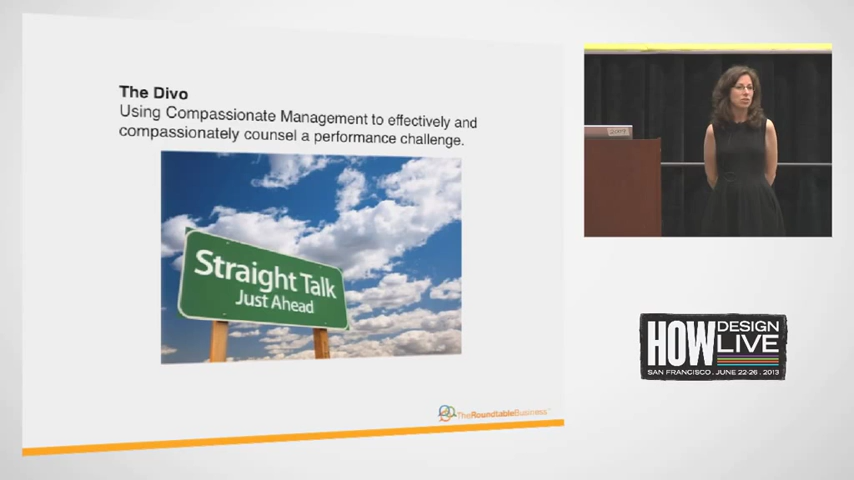 The Divo
Using Compassionate Management to effectively and
compassionately counsel a performance challenge.
Straight Talk
Just Ahead
TheRoundtableBusiness
HOW DESIGN
LIVE
SAN FRANCISCO . JUNE 22-26 . 2013